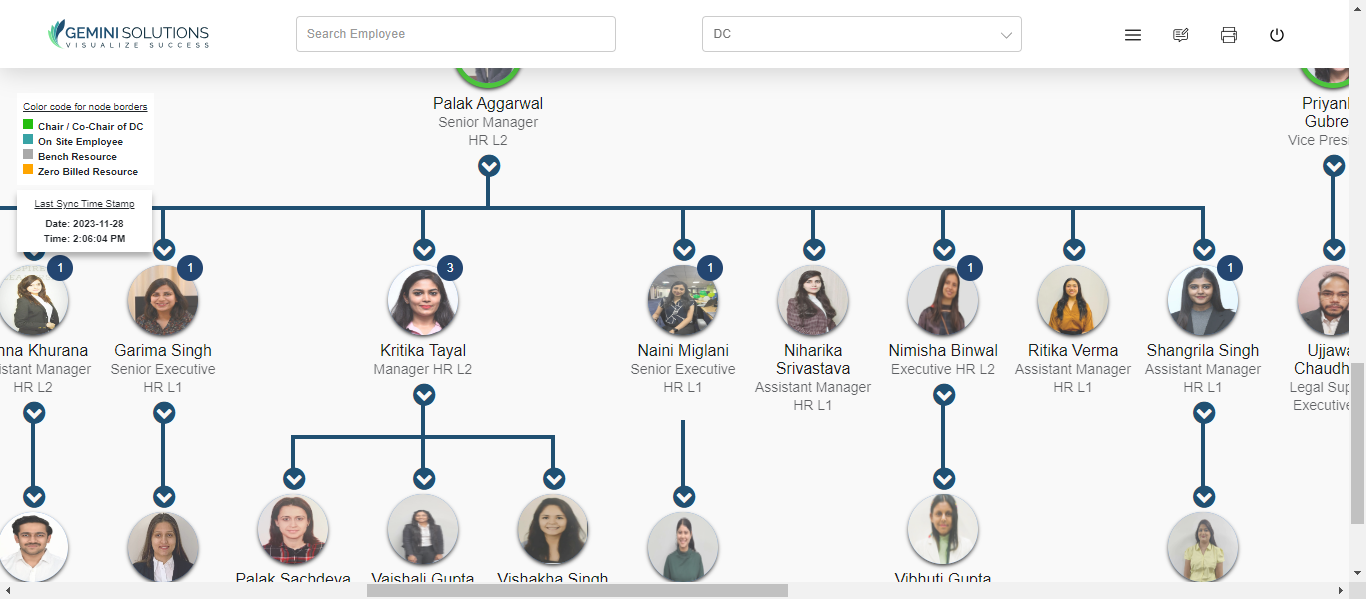 GEMINI SOLUTIONS
VISUALIZE SUCCESS
Search Employee
DC
Color code for node borders
Chair / Co-Chair of DC
On Site Employee
Bench Resource
Zero Billed Resource
Last Sync Time Stamp
Date: 2023-11-28
Time: 2:06:04 PM
Palak Aggarwal
Senior Manager
HR L2
Priyan
Gubre
Vice Pres
1
nna Khurana
istant Manager
HR L2
1
Garima Singh
Senior Executive
HR L1
3
Kritika Tayal
Manager HR L2
1
Naini Miglani
Senior Executive
HR L1
Niharika
Srivastava
Assistant Manager
HR L1
1
Nimisha Binwal
Executive HR L2
Ritika Verma
Assistant Manager
HR L1
1
Shangrila Singh
Assistant Manager
HR L1
Ujjawa
Chaudh
Legal Sup
Executive
Palak Sachdeva
Vaishali Gupta
Vishakha Singh
Vibhuti Gupta